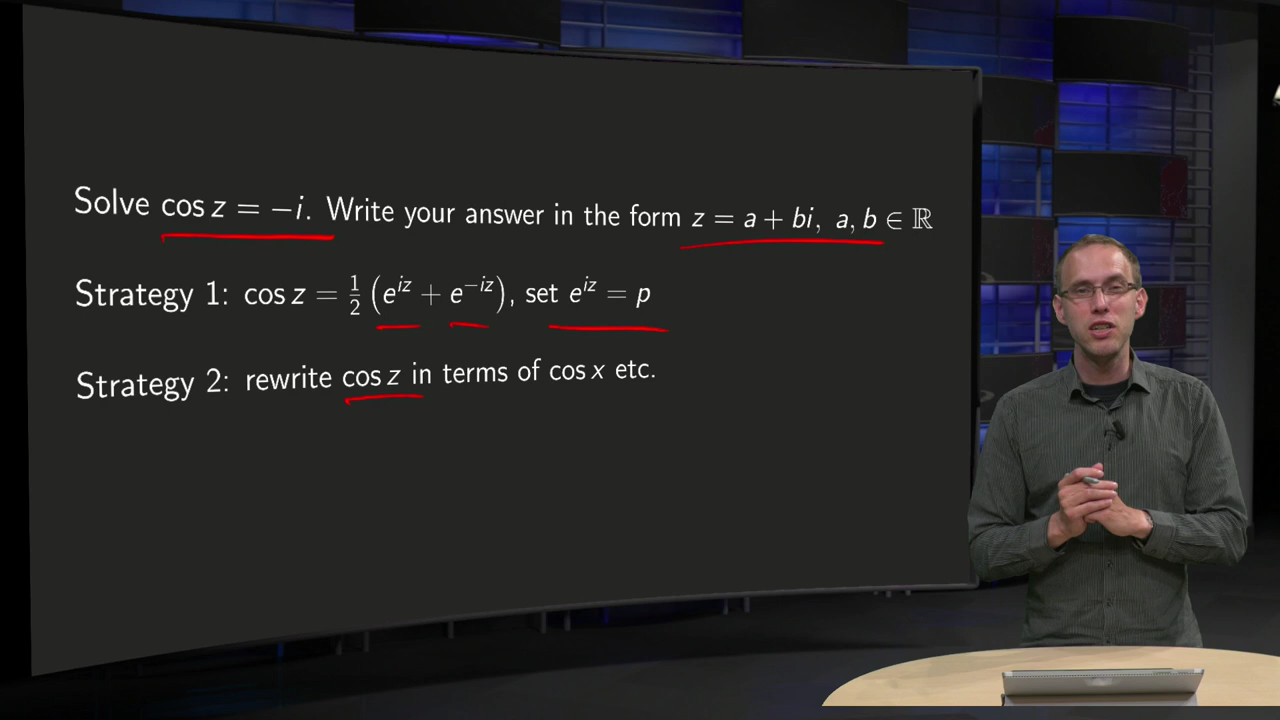 Solve cos z = −i. Write your answer in the form z = a + bi, a, b ∈ ℝ
Strategy 1: cos z = 1/2 (e^{iz} + e^{−iz}), set e^{iz} = p
Strategy 2: rewrite cos z in terms of cos x etc.